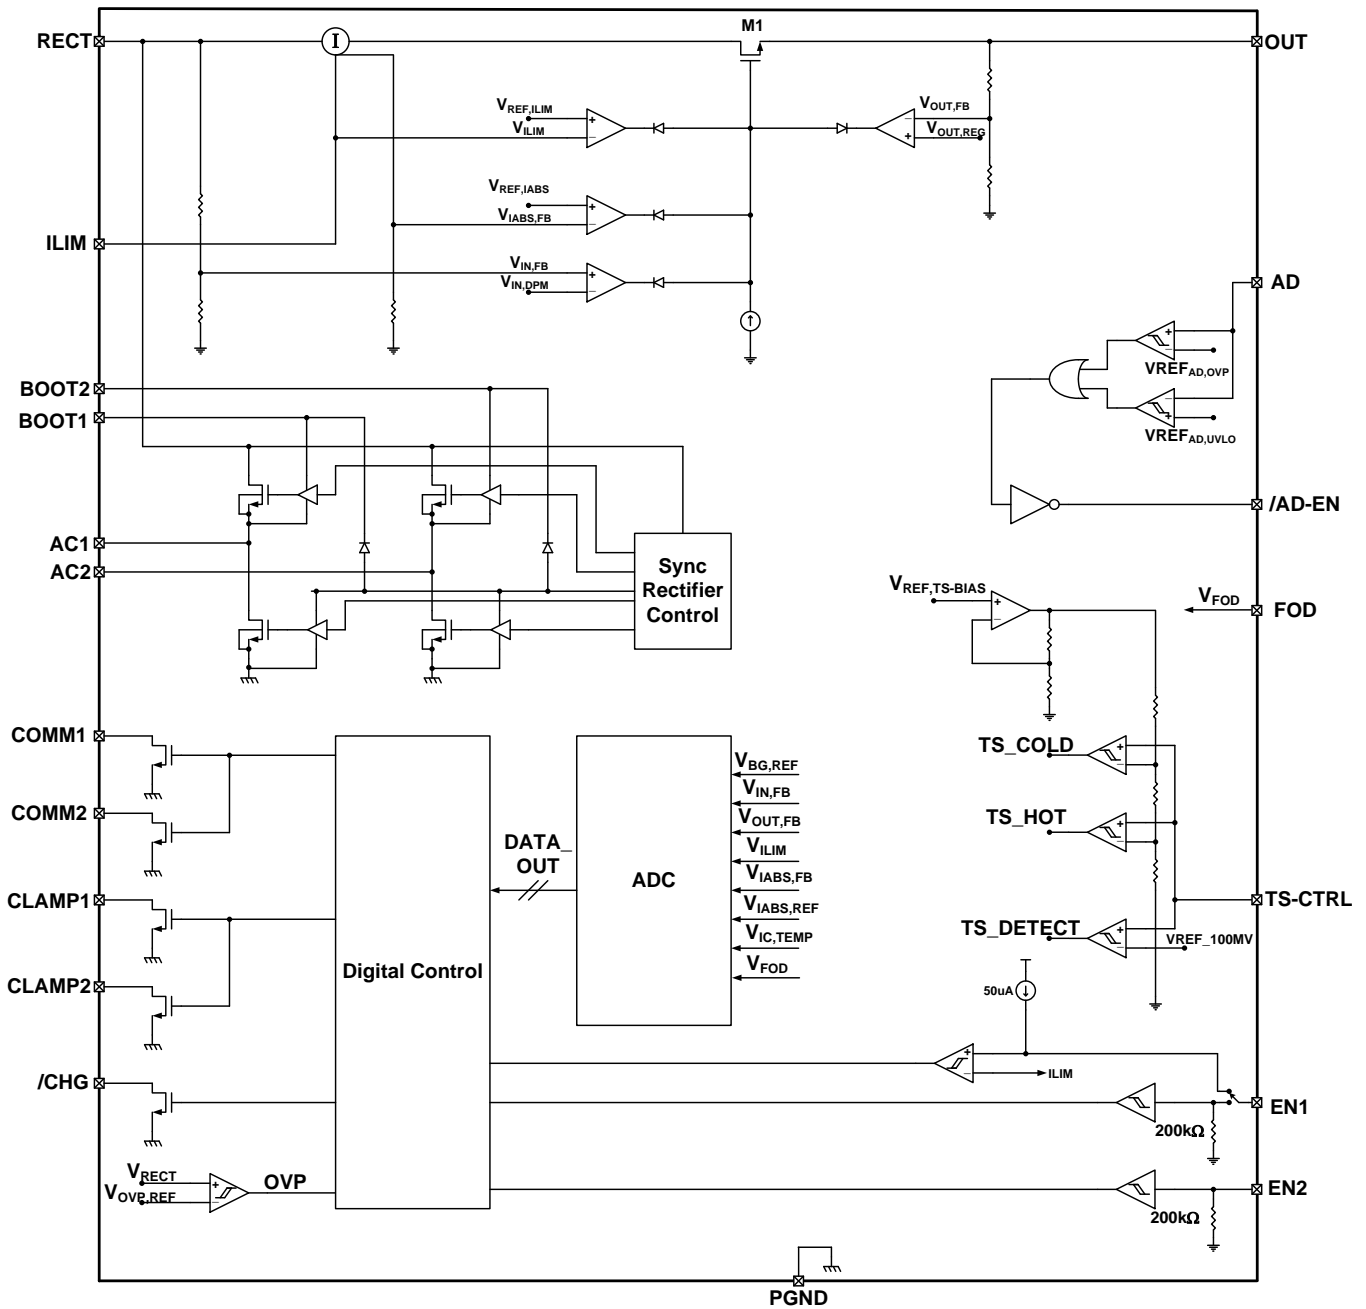 M1
RECT
I
OUT
VREF,ILIM
+
VILIM
−
VOUT,FB
−
VOUT,REG
+
VREF,IABS
+
VIABS,FB
−
ILIM
VIN,FB
+
VIN,DPM
−
AD
+
−
VREFAD,OVP
−
+
VREFAD,UVLO
BOOT2
BOOT1
/AD-EN
AC1
AC2
Sync
Rectifier
Control
VREF,TS-BIAS
+
−
VFOD
FOD
COMM1
COMM2
CLAMP1
CLAMP2
/CHG
Digital Control
DATA_
OUT
ADC
VBG,REF
VIN,FB
VOUT,FB
VILIM
VIABS,FB
VIABS,REF
VIC,TEMP
VFOD
TS_COLD
+
−
TS_HOT
+
−
TS-CTRL
TS_DETECT
+
−
VREF_100MV
50uA
+
−
ILIM
EN1
200kΩ
VRECT
+
VOVP,REF
−
OVP
EN2
200kΩ
PGND